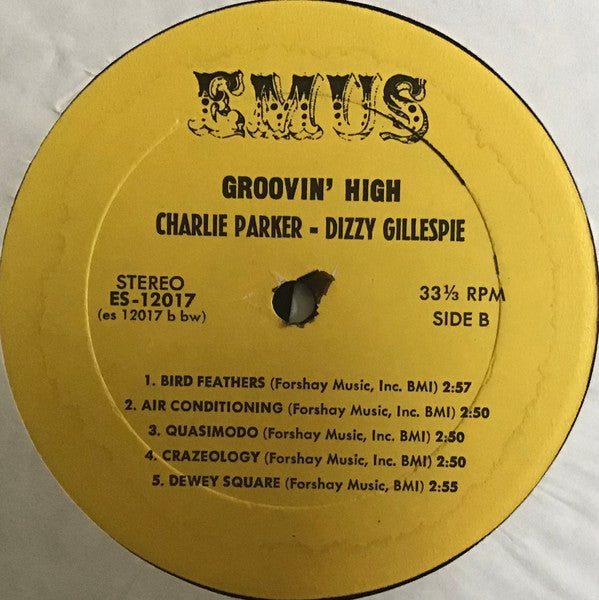 EMUS
GROOVIN' HIGH
CHARLIE PARKER - DIZZY GILLESPIE
STEREO
ES-12017
(es 12017 b bw)
33⅓ RPM
SIDE B
1. BIRD FEATHERS (Forshay Music, Inc. BMI) 2:57
2. AIR CONDITIONING (Forshay Music, Inc. BMI) 2:50
3. QUASIMODO (Forshay Music, Inc. BMI) 2:50
4. CRAZEOLOGY (Forshay Music, Inc. BMI) 2:50
5. DEWEY SQUARE (Forshay Music, BMI) 2:55